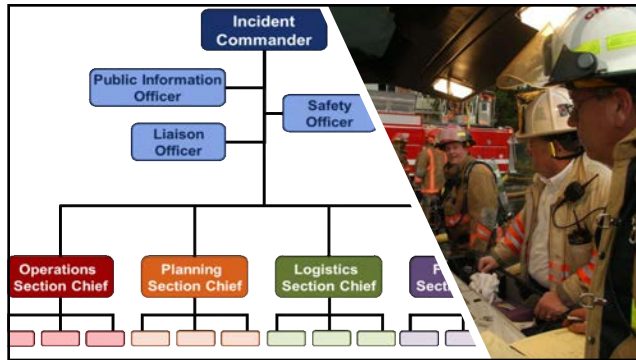 Incident
Commander
Public Information
Officer
Safety
Officer
Liaison
Officer
Operations
Section Chief
Planning
Section Chief
Logistics
Section Chief